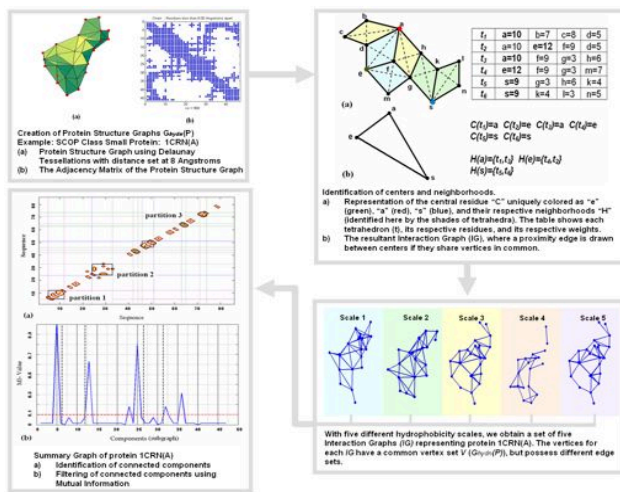 (a)
(b)
Creation of Protein Structure Graphs Ghyde(P)
Example: SCOP Class Small Protein: 1CRN(A)
(a) Protein Structure Graph using Delaunay
Tessellations with distance set at 8 Angstroms
(b) The Adjacency Matrix of the Protein Structure Graph
b
a
c
d
h
e
f
g
k
l
m
n
s
(a)
t₁ a=10 b=7 c=8 d=5
t₂ a=10 e=12 f=9 d=5
t₃ a=10 f=9 g=3 h=6
t₄ e=12 f=9 g=3 m=7
t₅ s=9 g=3 h=6 k=4
t₆ s=9 k=4 l=3 n=5
a
e
s
(b)
C(t₁)=a C(t₂)=e C(t₃)=a C(t₄)=e
C(t₅)=s C(t₆)=s
H(a)={t₁,t₃} H(e)={t₄,t₂}
H(s)={t₅,t₆}
Identification of centers and neighborhoods.
a) Representation of the central residue "C" uniquely colored as "e"
(green), "a" (red), "s" (blue), and their respective neighborhoods "H"
(identified here by the shades of tetrahedra). The table shows each
tetrahedron (t), its respective residues, and its respective weights.
b) The resultant Interaction Graph (IG), where a proximity edge is drawn
between centers if they share vertices in common.
Scale 1 Scale 2 Scale 3 Scale 4 Scale 5
With five different hydrophobicity scales, we obtain a set of five
Interaction Graphs (IG) representing protein 1CRN(A). The vertices for
each IG have a common vertex set V (Ghyde(P)), but possess different edge
sets.
Sequence
partition 3
partition 2
partition 1
(a)
Sequence
MI-Value
0 10 20 30 40 50
(b)
Components (subgraph)
Summary Graph of protein 1CRN(A)
a) Identification of connected components
b) Filtering of connected components using
Mutual Information